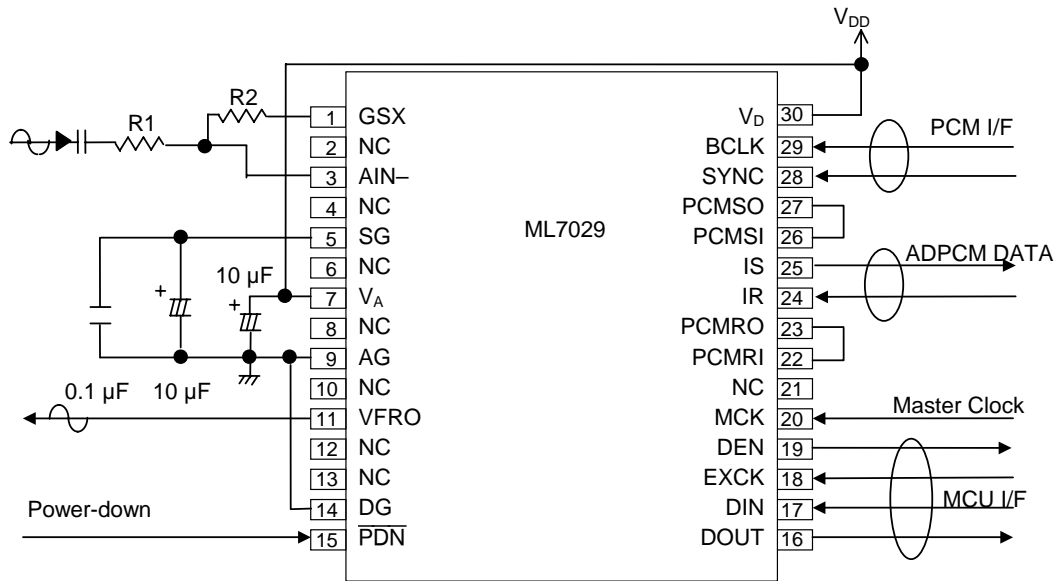 V_DD
R2
R1
1 GSX
2 NC
3 AIN–
4 NC
5 SG
6 NC
10 µF
+
+
7 V_A
8 NC
9 AG
0.1 µF 10 µF
10 NC
11 VFRO
12 NC
13 NC
14 DG
Power-down
15 PDN
ML7029
V_D 30
PCM I/F
BCLK 29
SYNC 28
PCMSO 27
PCMSI 26
ADPCM DATA
IS 25
IR 24
PCMRO 23
PCMRI 22
NC 21
Master Clock
MCK 20
DEN 19
EXCK 18
MCU I/F
DIN 17
DOUT 16